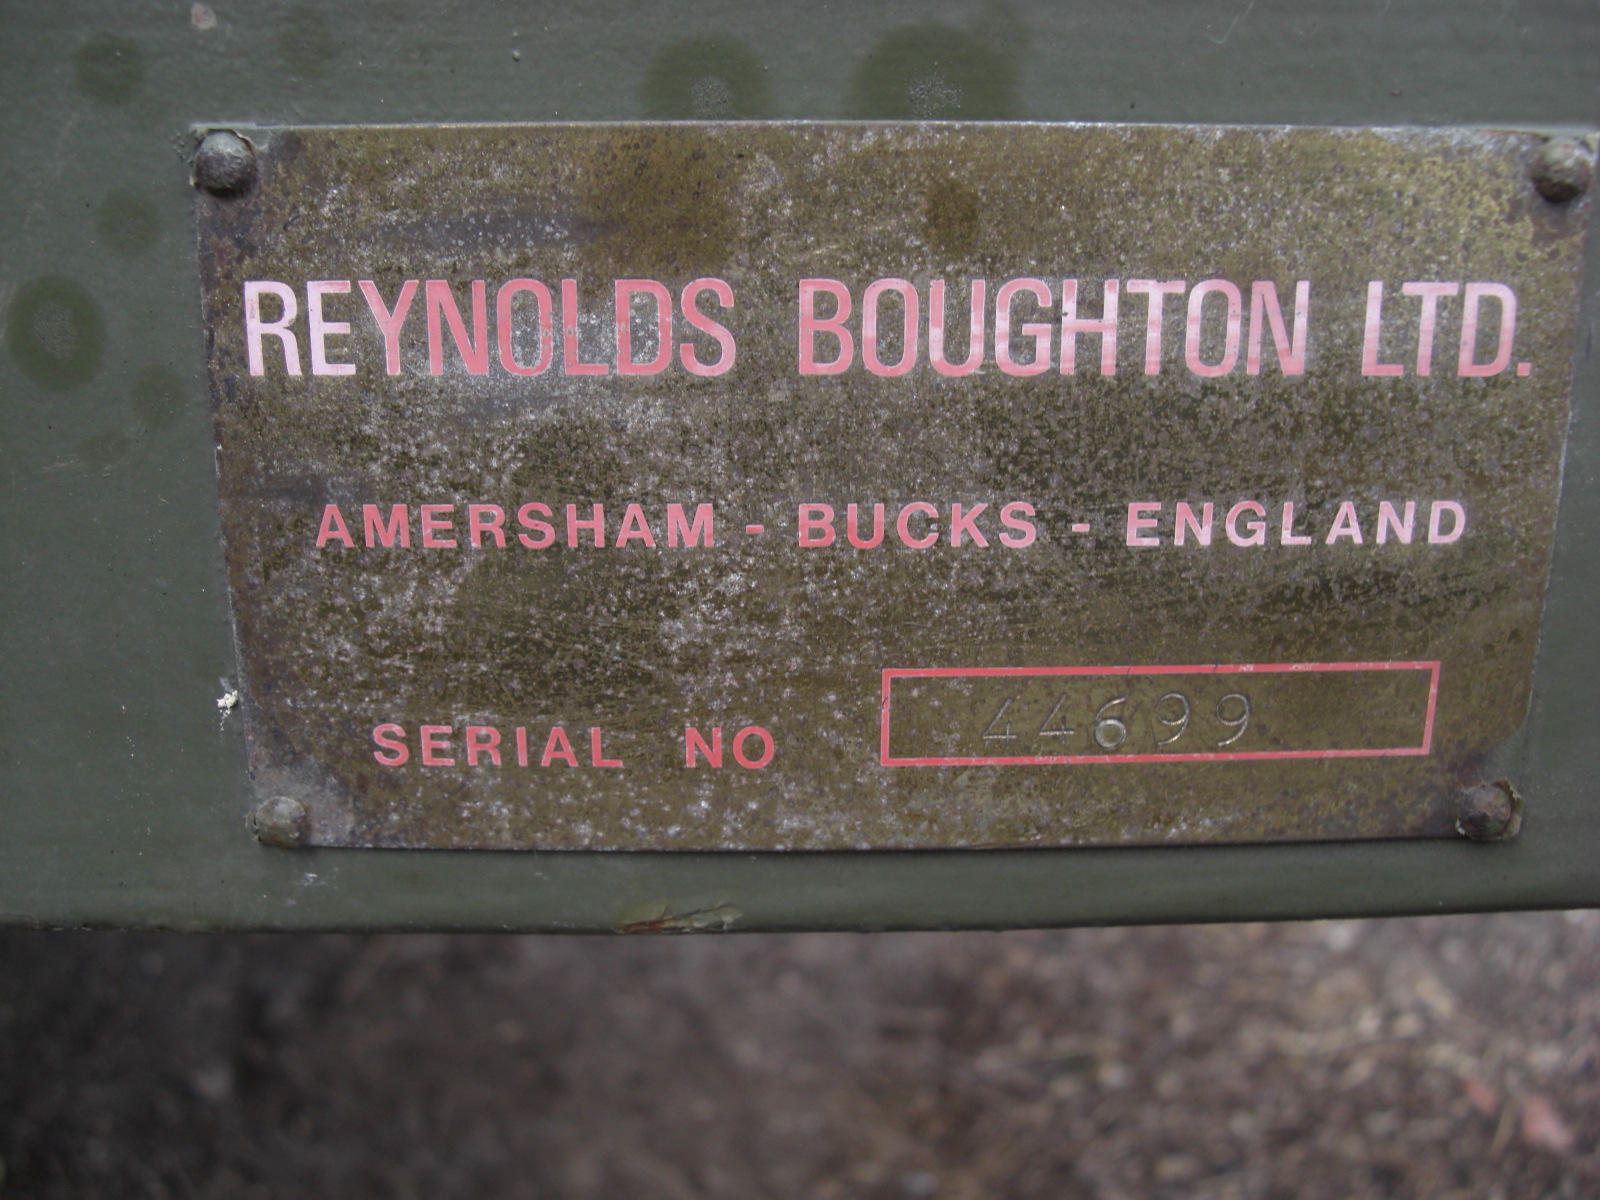 REYNOLDS BOUGHTON LTD.
AMERSHAM - BUCKS - ENGLAND
SERIAL NO 44699